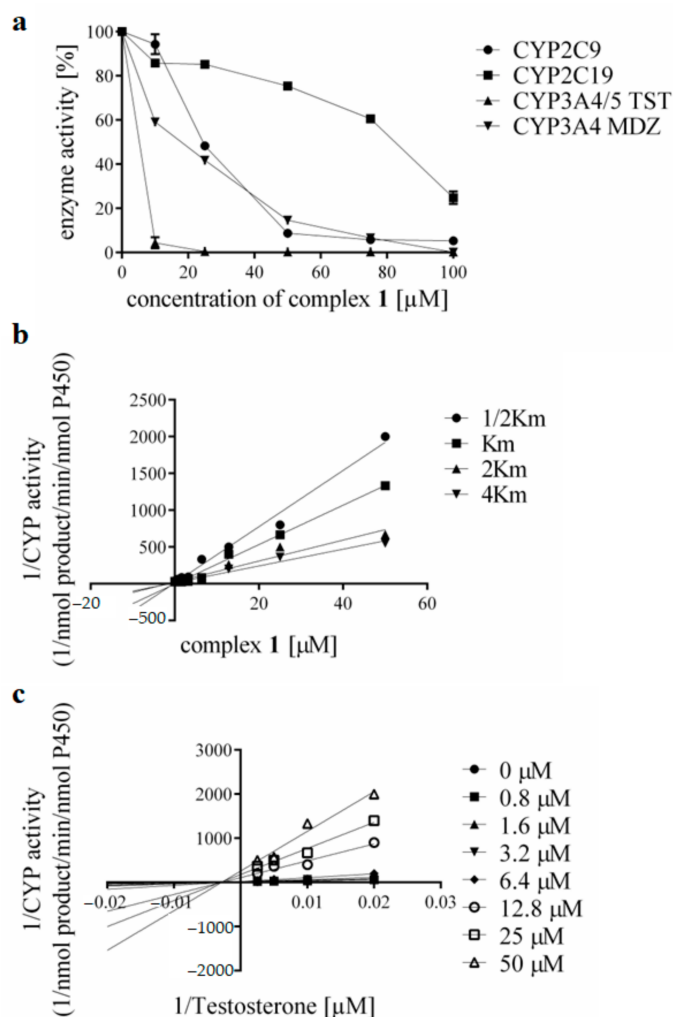 a
enzyme activity [%]
100
80
60
40
20
0
0 20 40 60 80 100
concentration of complex 1 [µM]
CYP2C9
CYP2C19
CYP3A4/5 TST
CYP3A4 MDZ
b
1/CYP activity
(1/nmol product/min/nmol P450)
2500
2000
1500
1000
500
−500
−20 20 40 60
complex 1 [µM]
1/2Km
Km
2Km
4Km
c
1/CYP activity
(1/nmol product/min/nmol P450)
3000
2000
1000
−1000
−2000
−0.02 −0.01 0.01 0.02 0.03
1/Testosterone [µM]
0 µM
0.8 µM
1.6 µM
3.2 µM
6.4 µM
12.8 µM
25 µM
50 µM